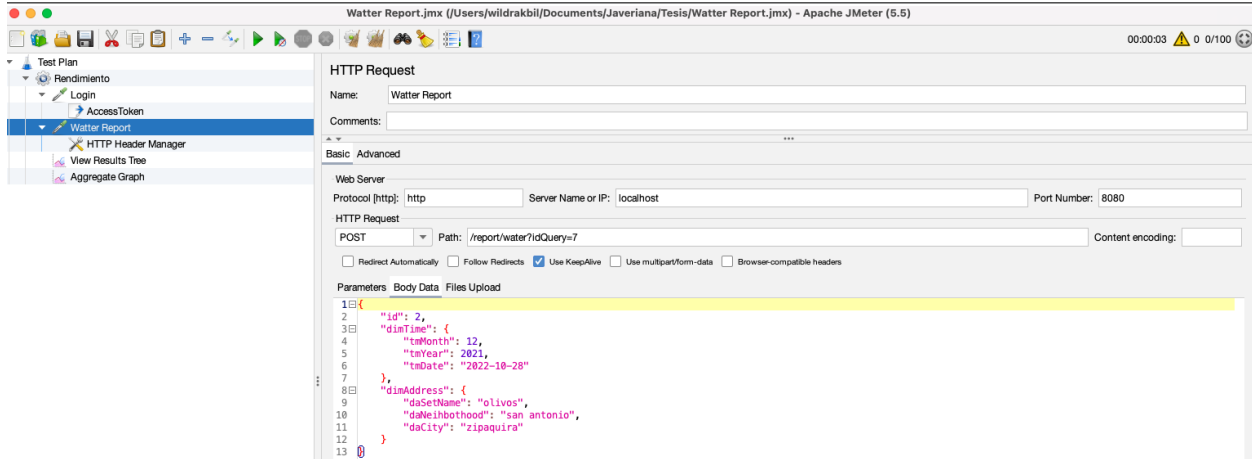 Watter Report.jmx (/Users/wildrakbil/Documents/Javeriana/Tesis/Watter Report.jmx) - Apache JMeter (5.5)
00:00:03 0 0/100
Test Plan
Rendimiento
Login
AccessToken
Watter Report
HTTP Header Manager
View Results Tree
Aggregate Graph
HTTP Request
Name: Watter Report
Comments:
Basic Advanced
Web Server
Protocol [http]: http Server Name or IP: localhost Port Number: 8080
HTTP Request
POST Path: /report/water?idQuery=7 Content encoding:
Redirect Automatically Follow Redirects Use KeepAlive Use multipart/form-data Browser-compatible headers
Parameters Body Data Files Upload
1 {
2 "id": 2,
3 "dimTime": {
4 "tmMonth": 12,
5 "tmYear": 2021,
6 "tmDate": "2022-10-28"
7 },
8 "dimAddress": {
9 "daSetName": "olivos",
10 "daNeihbothood": "san antonio",
11 "daCity": "zipaquira"
12 }
13 }